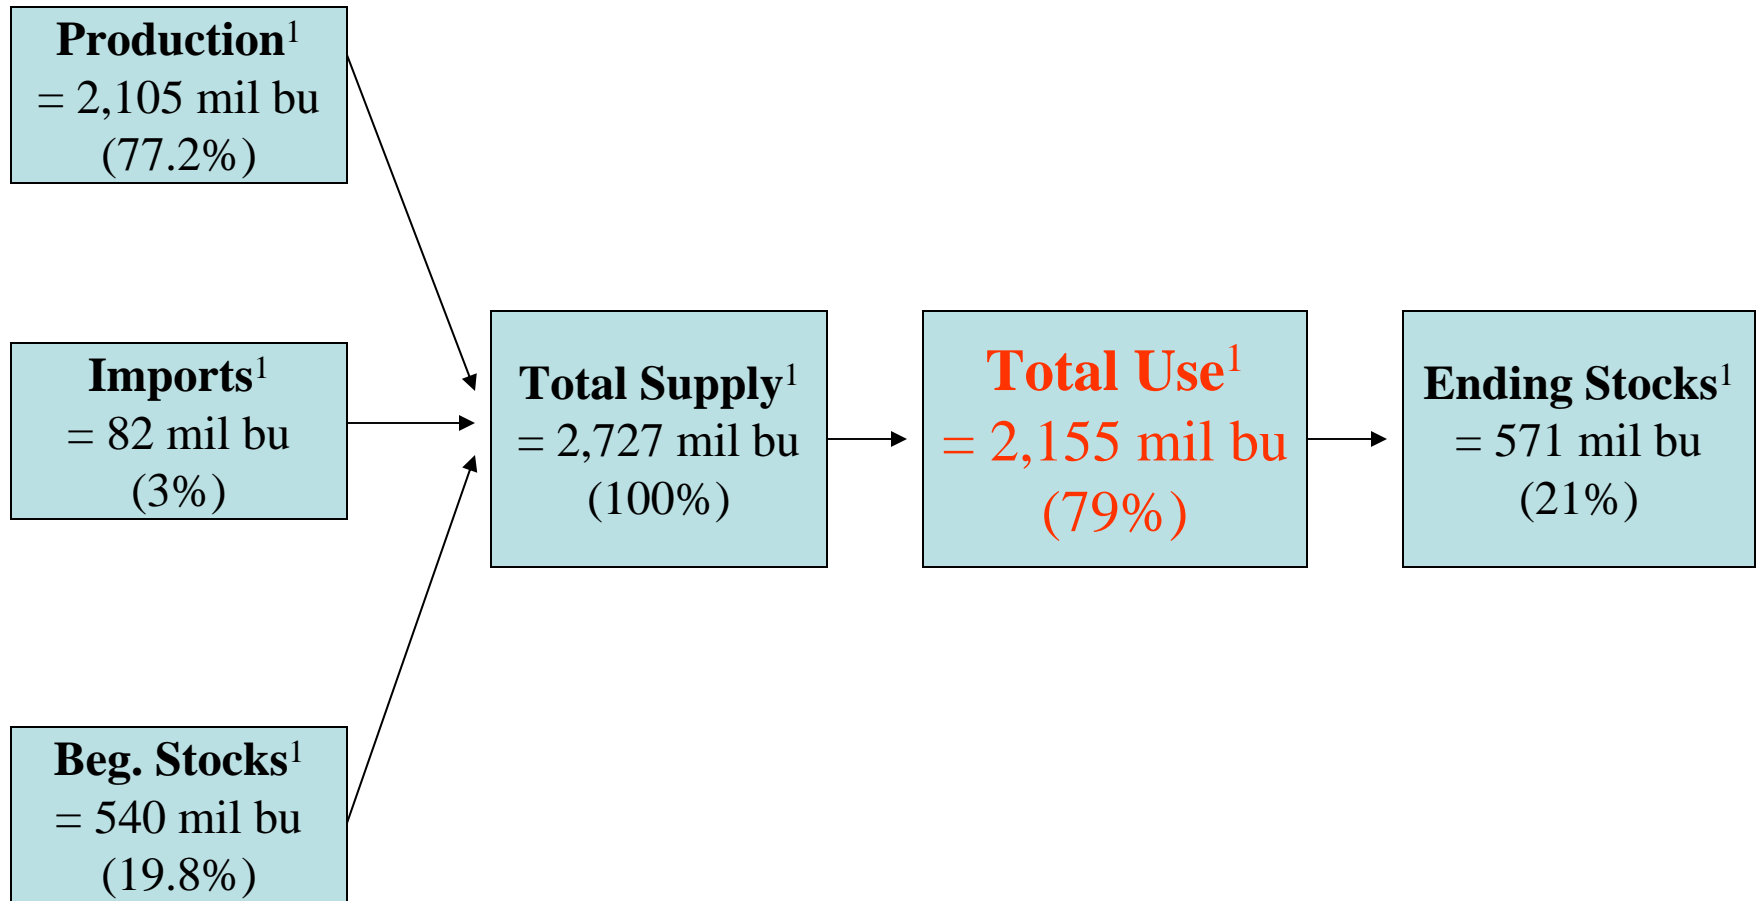 Production¹
= 2,105 mil bu
(77.2%)
Imports¹
= 82 mil bu
(3%)
Beg. Stocks¹
= 540 mil bu
(19.8%)
Total Supply¹
= 2,727 mil bu
(100%)
Total Use¹
= 2,155 mil bu
(79%)
Ending Stocks¹
= 571 mil bu
(21%)